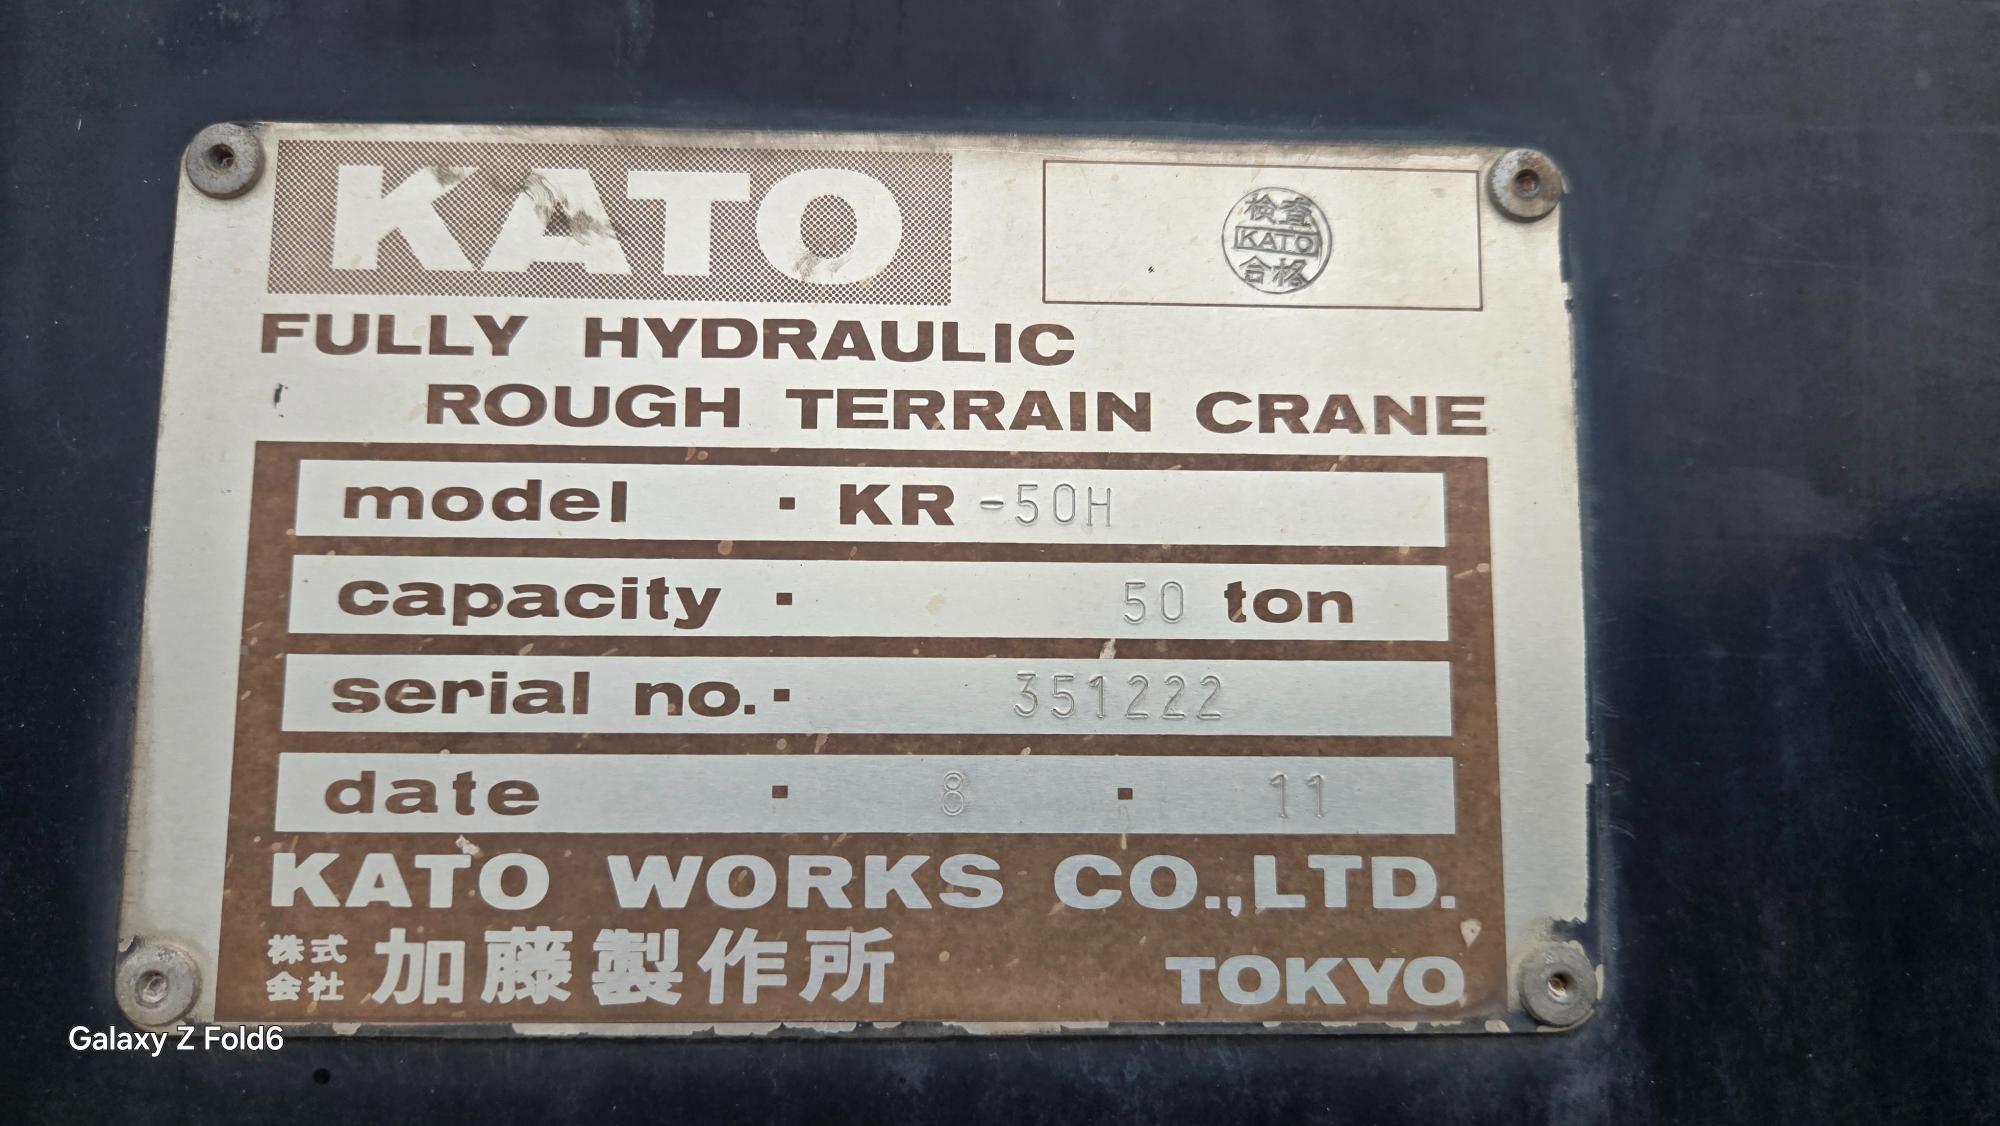 KATO
検査
KATO
合格
FULLY HYDRAULIC
ROUGH TERRAIN CRANE
model · KR -50H
capacity · 50 ton
serial no. · 351222
date · 8 · 11
KATO WORKS CO.,LTD.
株式会社 加藤製作所 TOKYO
Galaxy Z Fold6